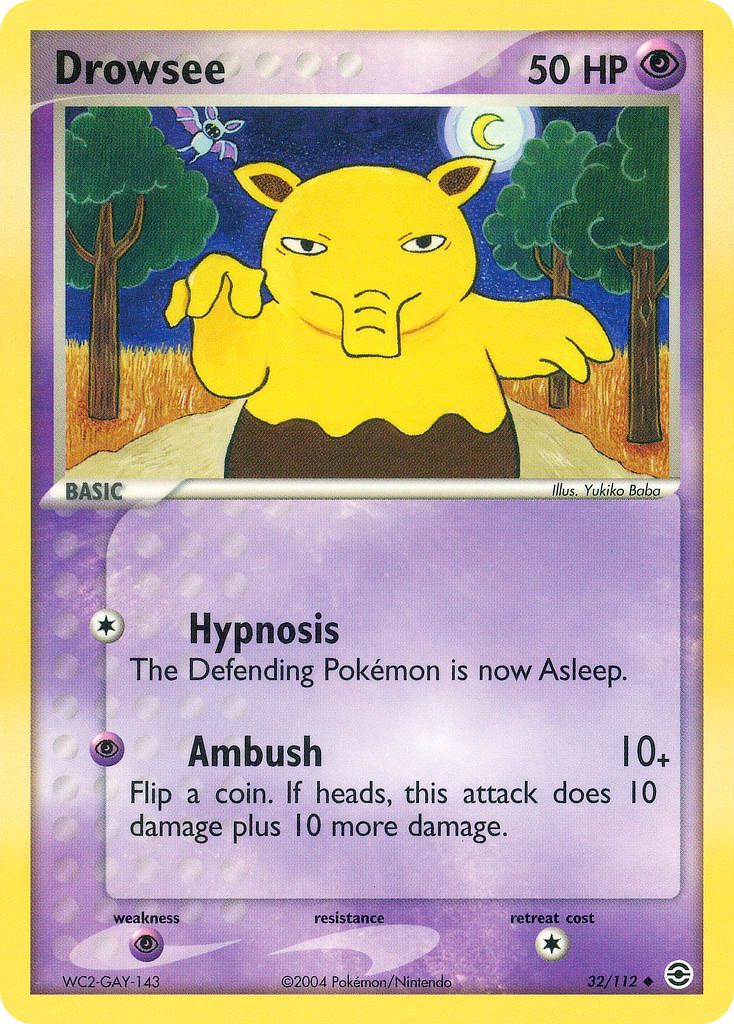 Drowsee
50 HP
BASIC
Illus. Yukiko Baba
Hypnosis
The Defending Pokémon is now Asleep.
Ambush 10+
Flip a coin. If heads, this attack does 10
damage plus 10 more damage.
weakness resistance retreat cost
WC2-GAY-143 ©2004 Pokémon/Nintendo 32/112